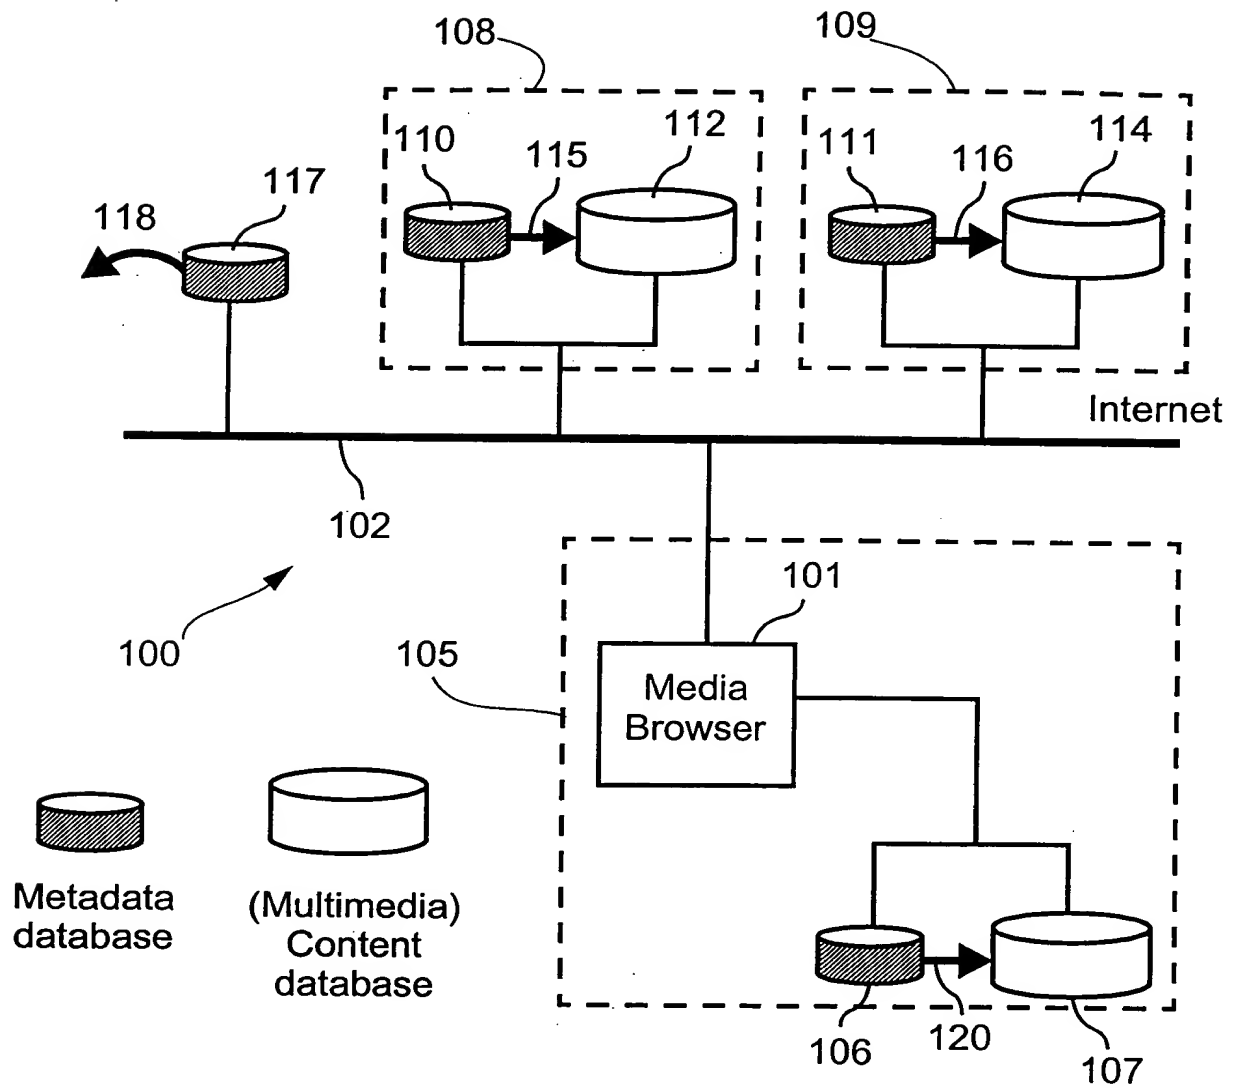 108
109
110
115
112
111
116
114
117
118
Internet
102
101
100
105
Media
Browser
Metadata
database
(Multimedia)
Content
database
106
120
107